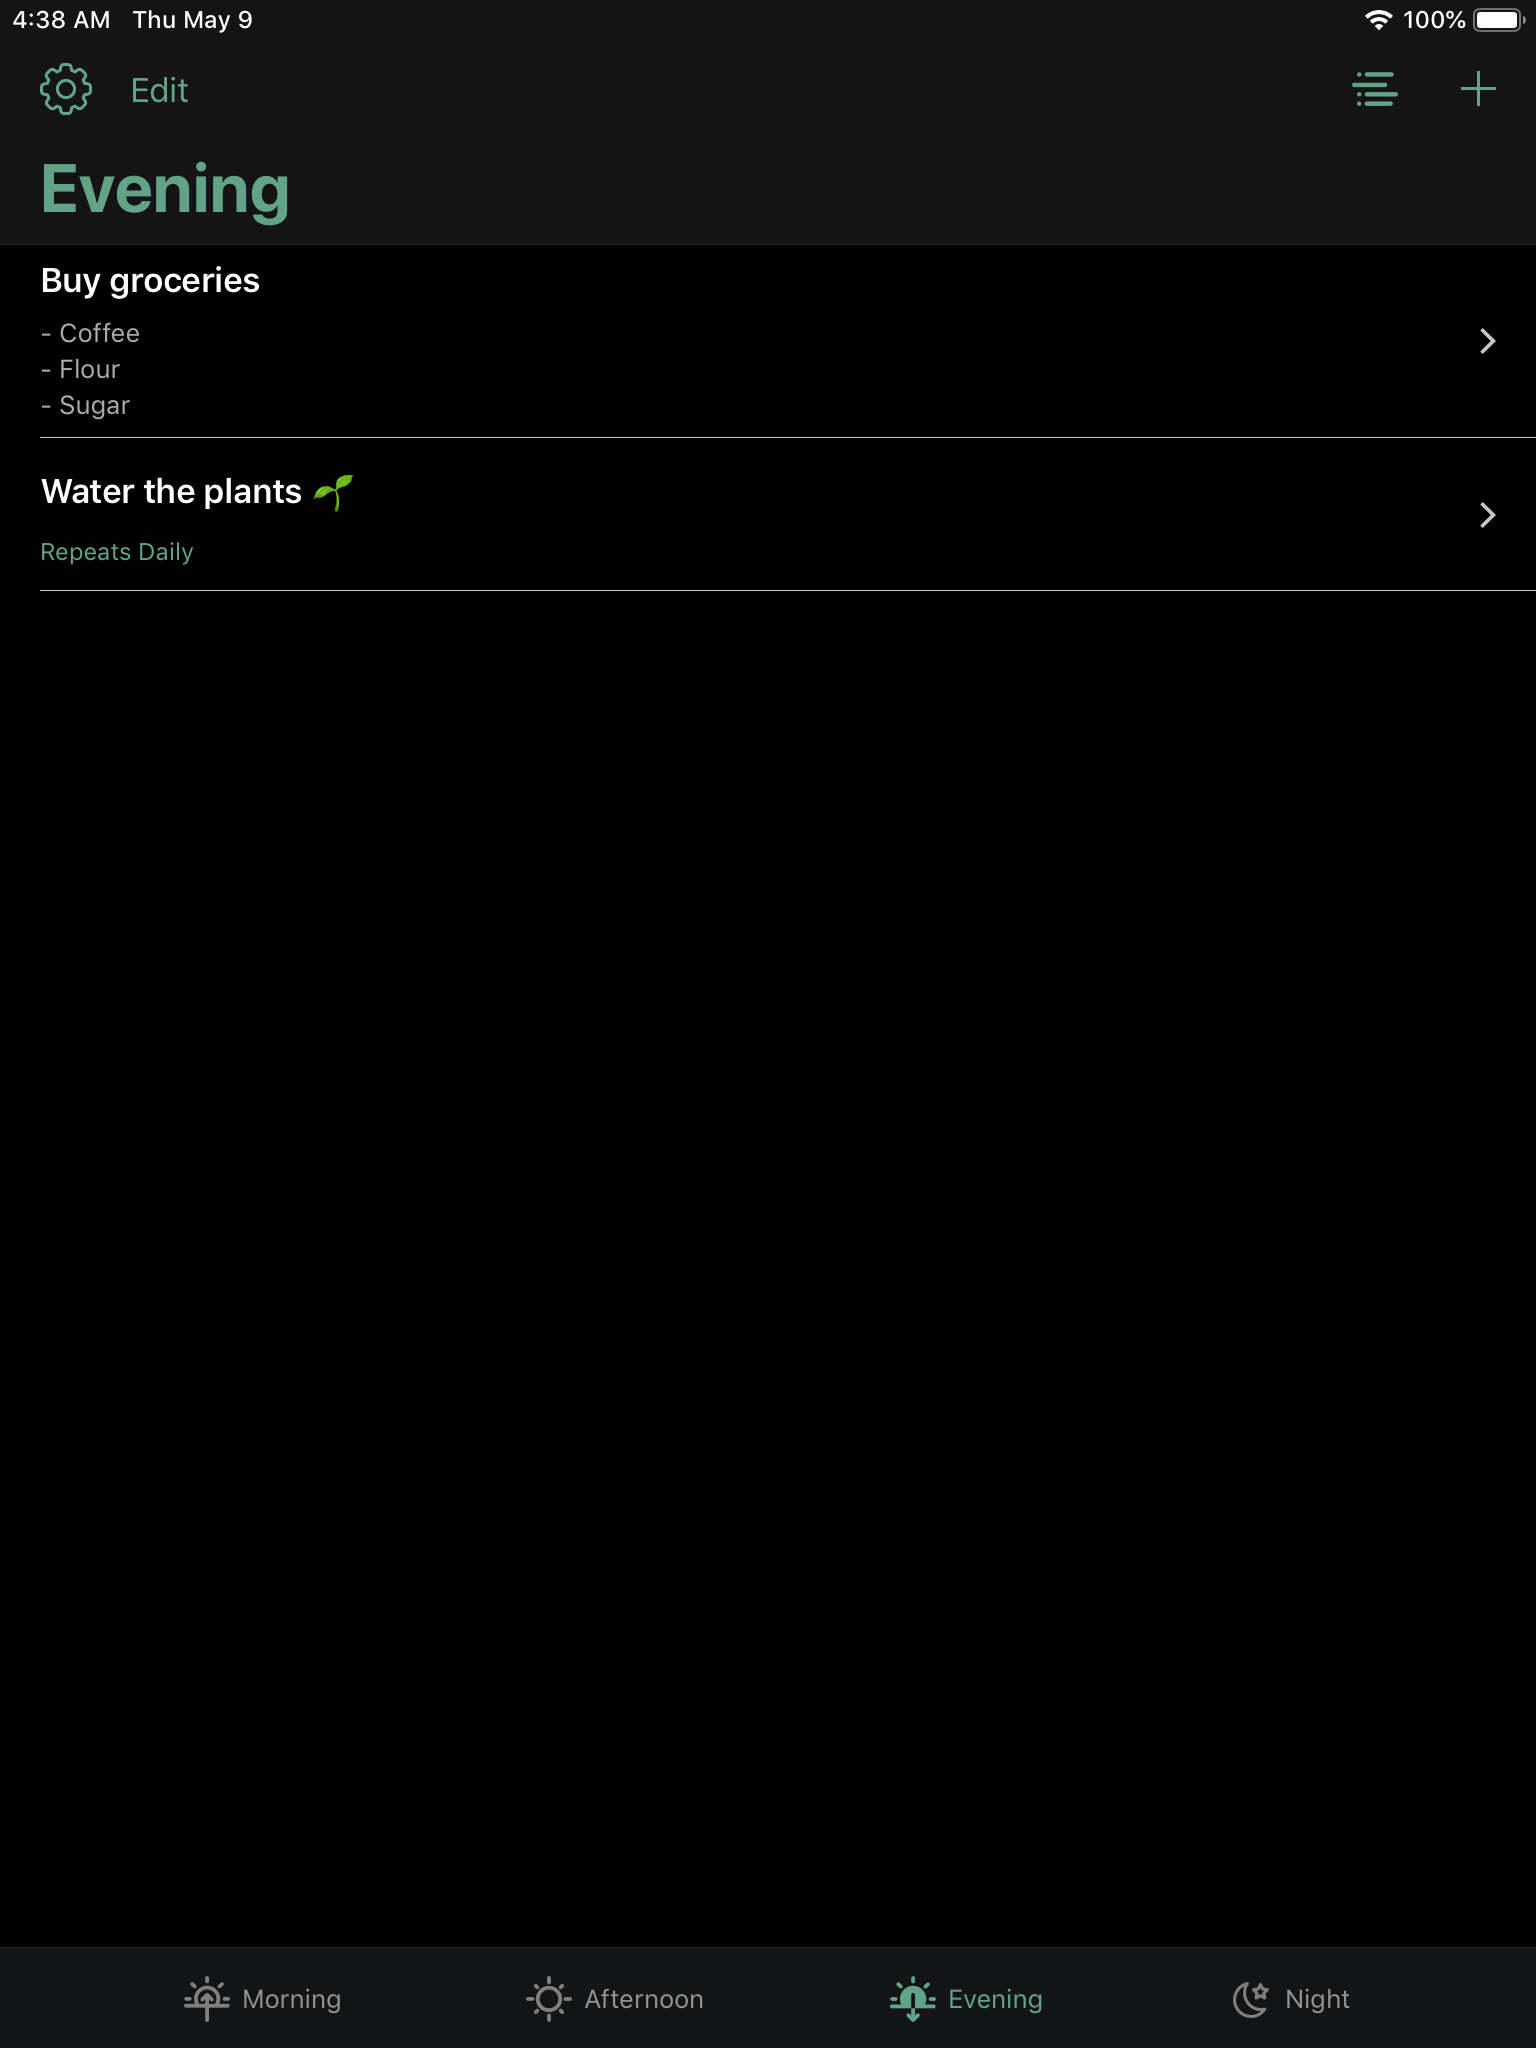 4:38 AM Thu May 9 100%
Edit
Evening
Buy groceries
- Coffee
- Flour
- Sugar
Water the plants 🌱
Repeats Daily
Morning Afternoon Evening Night